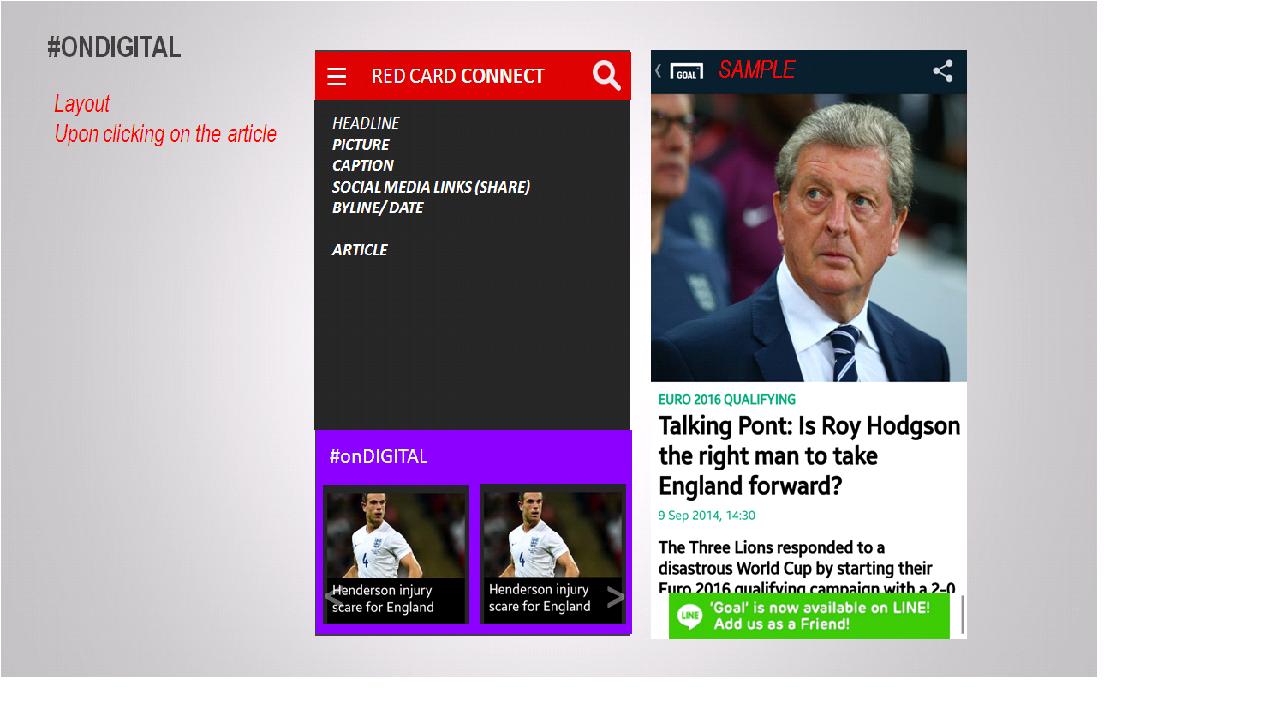 #ONDIGITAL
Layout
Upon clicking on the article
RED CARD CONNECT
HEADLINE
PICTURE
CAPTION
SOCIAL MEDIA LINKS (SHARE)
BYLINE/ DATE
ARTICLE
#onDIGITAL
4
Henderson injury
scare for England
4
Henderson injury
scare for England
GOAL
SAMPLE
EURO 2016 QUALIFYING
Talking Pont: Is Roy Hodgson
the right man to take
England forward?
9 Sep 2014, 14:30
The Three Lions responded to a
disastrous World Cup by starting their
Euro 2016 qualifying campaign with a 2-0
LINE
'Goal' is now available on LINE!
Add us as a Friend!